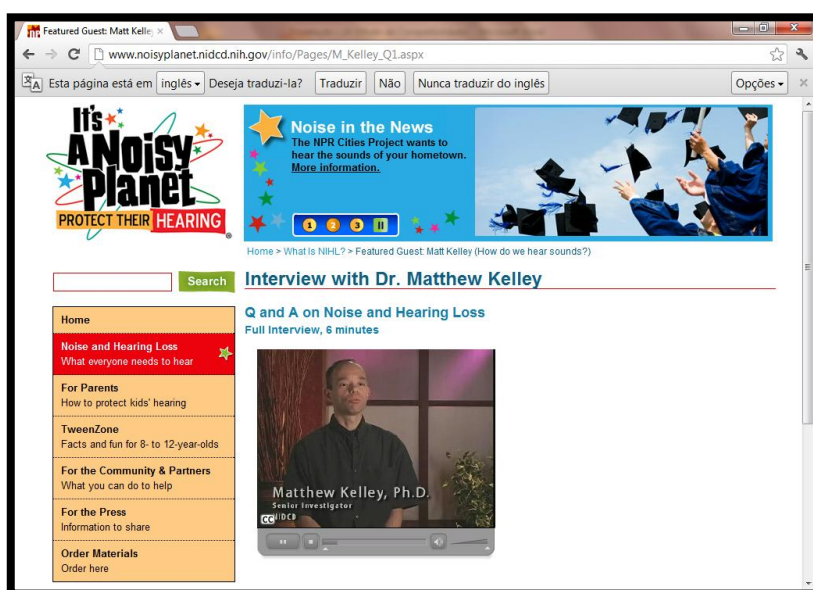 Featured Guest: Matt Kelley
www.noisyplanet.nidcd.nih.gov/info/Pages/M_Kelley_Q1.aspx
Esta página está em inglês Deseja traduzi-la? Traduzir Não Nunca traduzir do inglês Opções
It's
A Noisy
Planet
PROTECT THEIR HEARING
Noise in the News
The NPR Cities Project wants to
hear the sounds of your hometown.
More information.
1 2 3
Home > What Is NIHL? > Featured Guest: Matt Kelley (How do we hear sounds?)
Search
Interview with Dr. Matthew Kelley
Q and A on Noise and Hearing Loss
Full Interview, 6 minutes
Home
Noise and Hearing Loss
What everyone needs to hear
For Parents
How to protect kids' hearing
TweenZone
Facts and fun for 8- to 12-year-olds
For the Community & Partners
What you can do to help
For the Press
Information to share
Order Materials
Order here
Matthew Kelley, Ph.D.
Senior Investigator
CC NIDCD